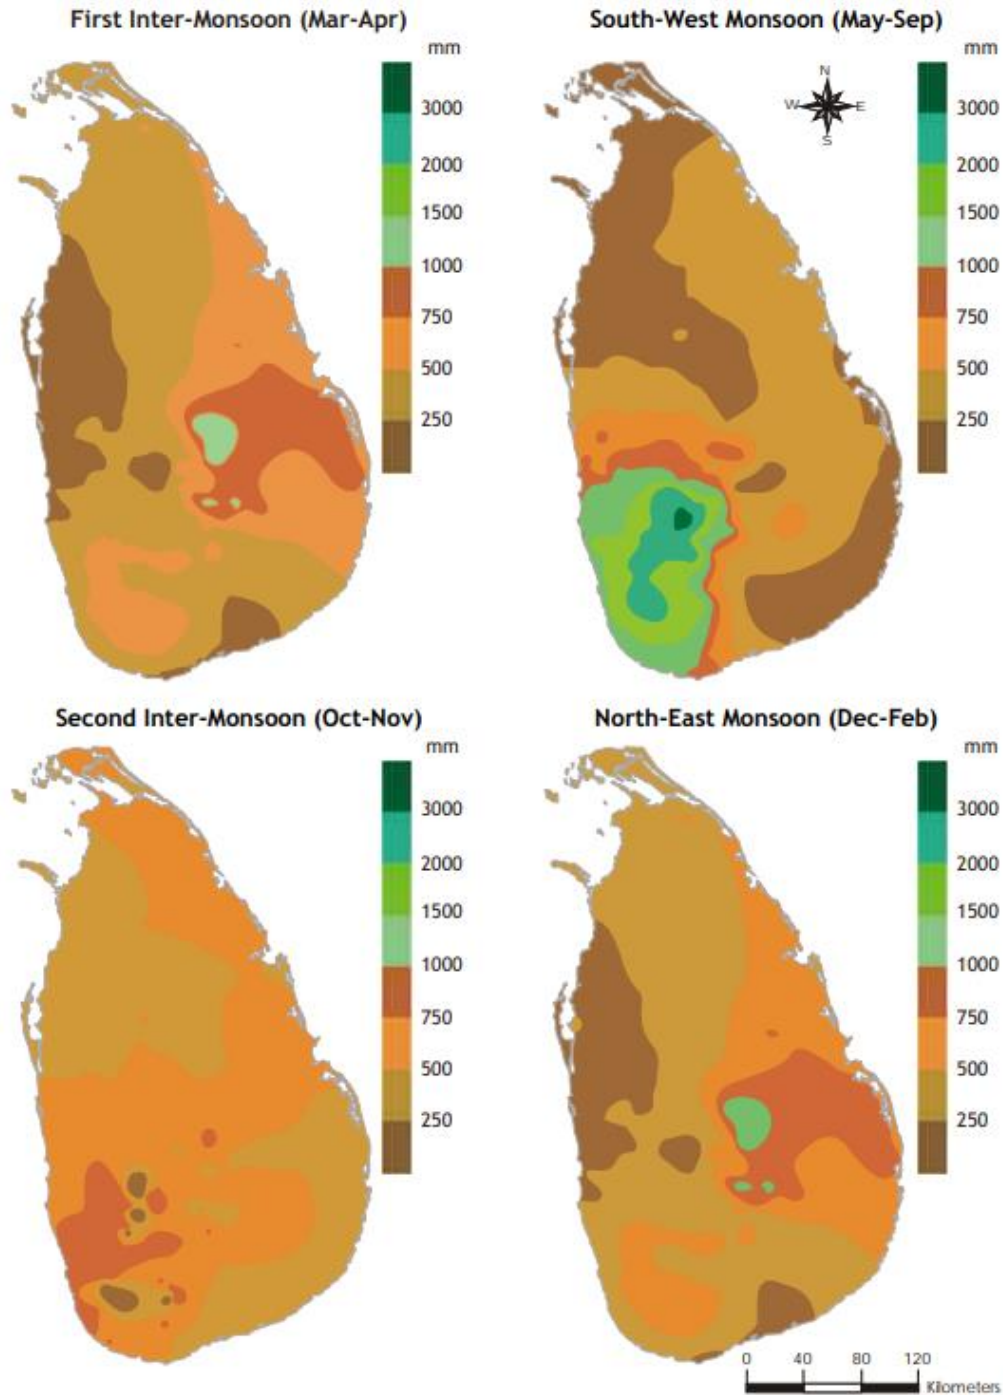 First Inter-Monsoon (Mar-Apr)
mm
3000
2000
1500
1000
750
500
250
South-West Monsoon (May-Sep)
mm
N
W E
S
3000
2000
1500
1000
750
500
250
Second Inter-Monsoon (Oct-Nov)
mm
3000
2000
1500
1000
750
500
250
North-East Monsoon (Dec-Feb)
mm
3000
2000
1500
1000
750
500
250
0 40 80 120
Kilometers